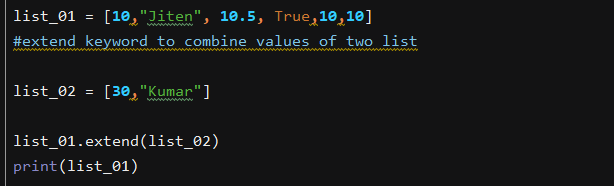 list_01 = [10,"Jiten", 10.5, True,10,10]
#extend keyword to combine values of two list
list_02 = [30,"Kumar"]
list_01.extend(list_02)
print(list_01)